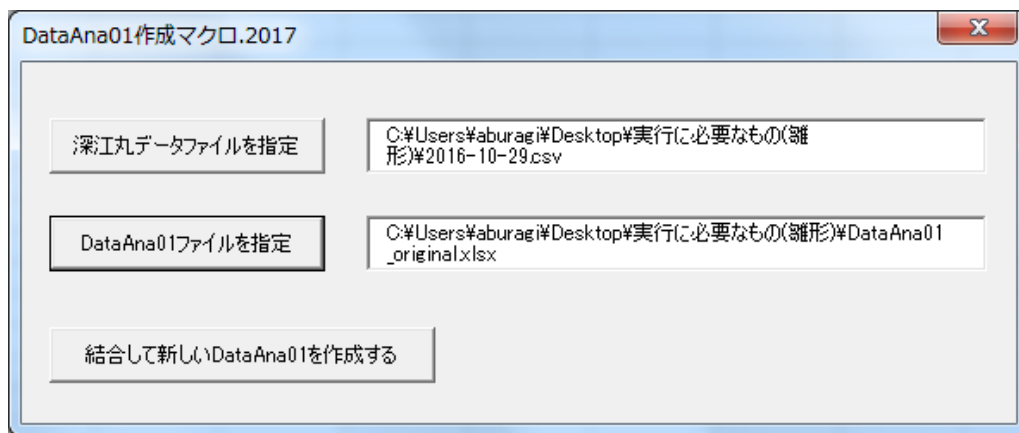 DataAna01作成マクロ.2017
深江丸データファイルを指定
C:¥Users¥aburagi¥Desktop¥実行に必要なもの(雛
形)¥2016-10-29.csv
DataAna01ファイルを指定
C:¥Users¥aburagi¥Desktop¥実行に必要なもの(雛形)¥DataAna01
_original.xlsx
結合して新しいDataAna01を作成する